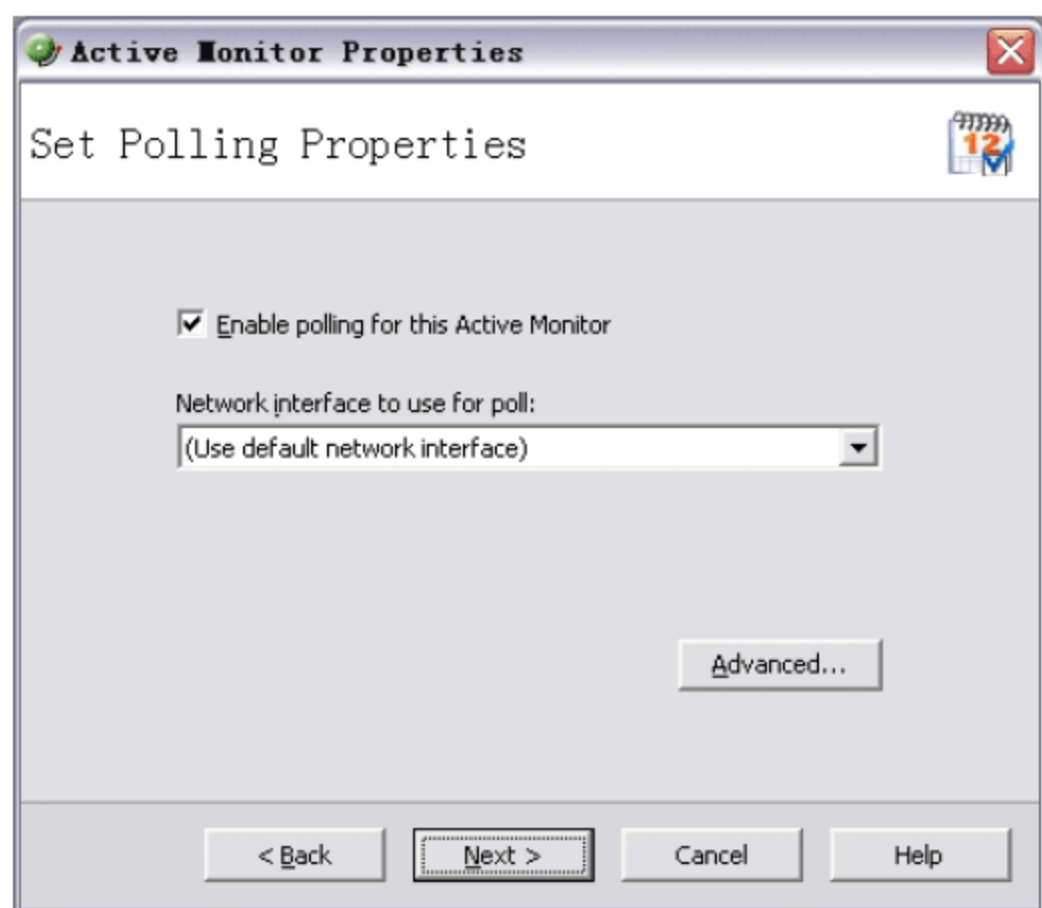 Active Monitor Properties
Set Polling Properties
12
Enable polling for this Active Monitor
Network interface to use for poll:
(Use default network interface)
Advanced...
< Back Next > Cancel Help